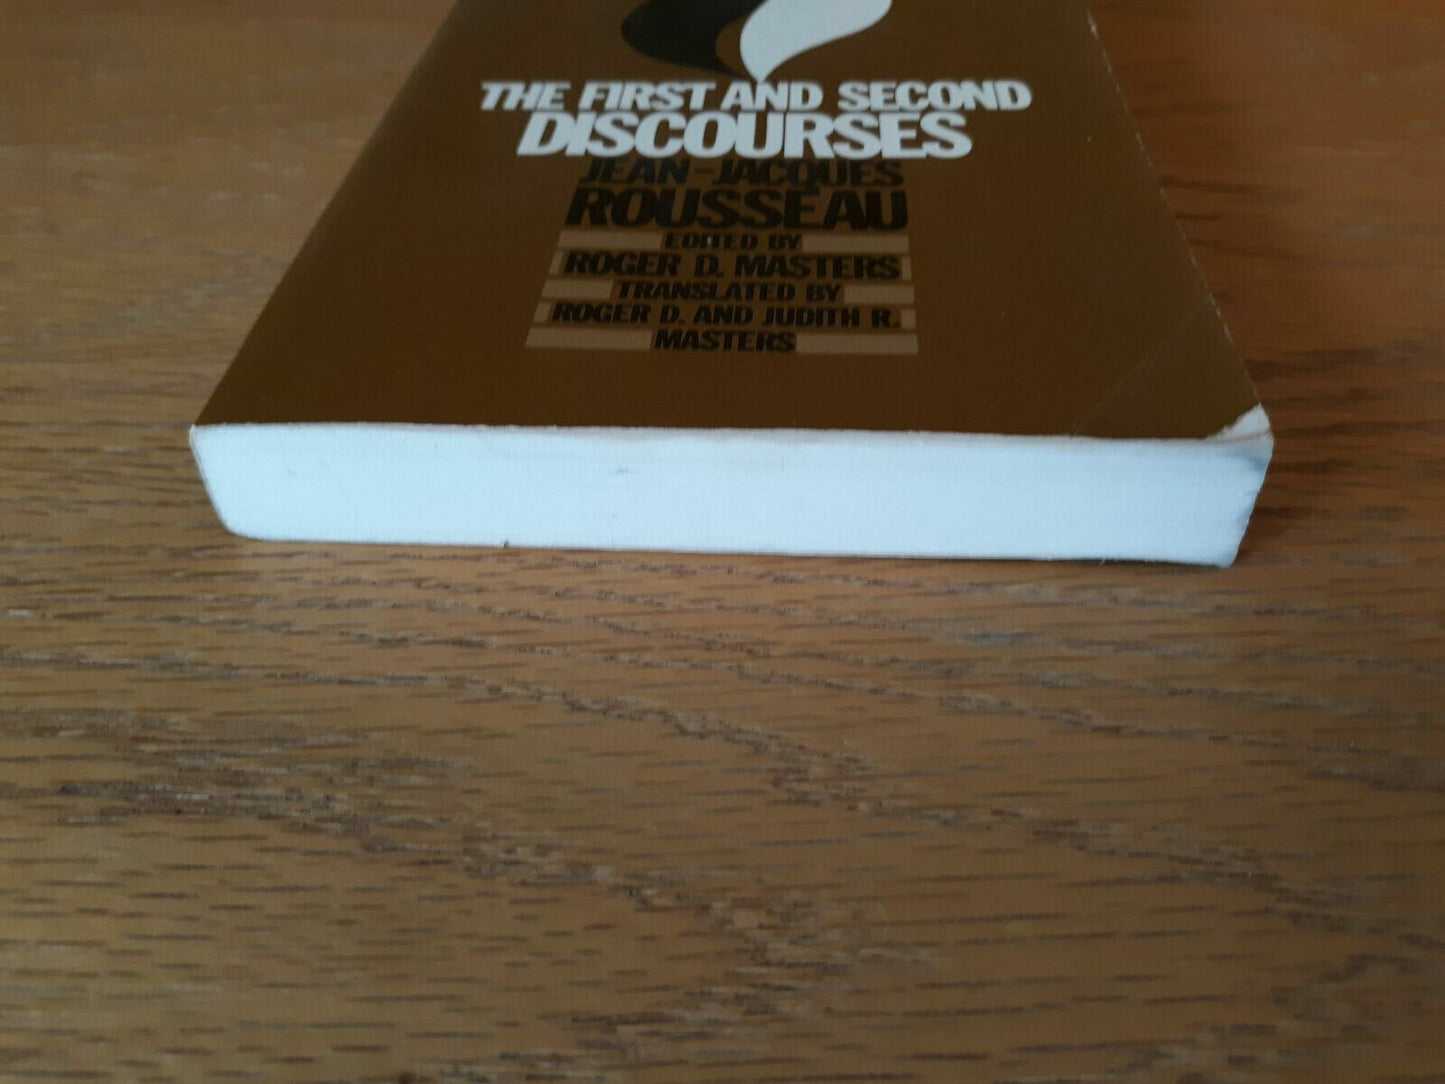 THE FIRST AND SECOND
DISCOURSES
JEAN-JACQUES
ROUSSEAU
EDITED BY
ROGER D. MASTERS
TRANSLATED BY
ROGER D. AND JUDITH R.
MASTERS